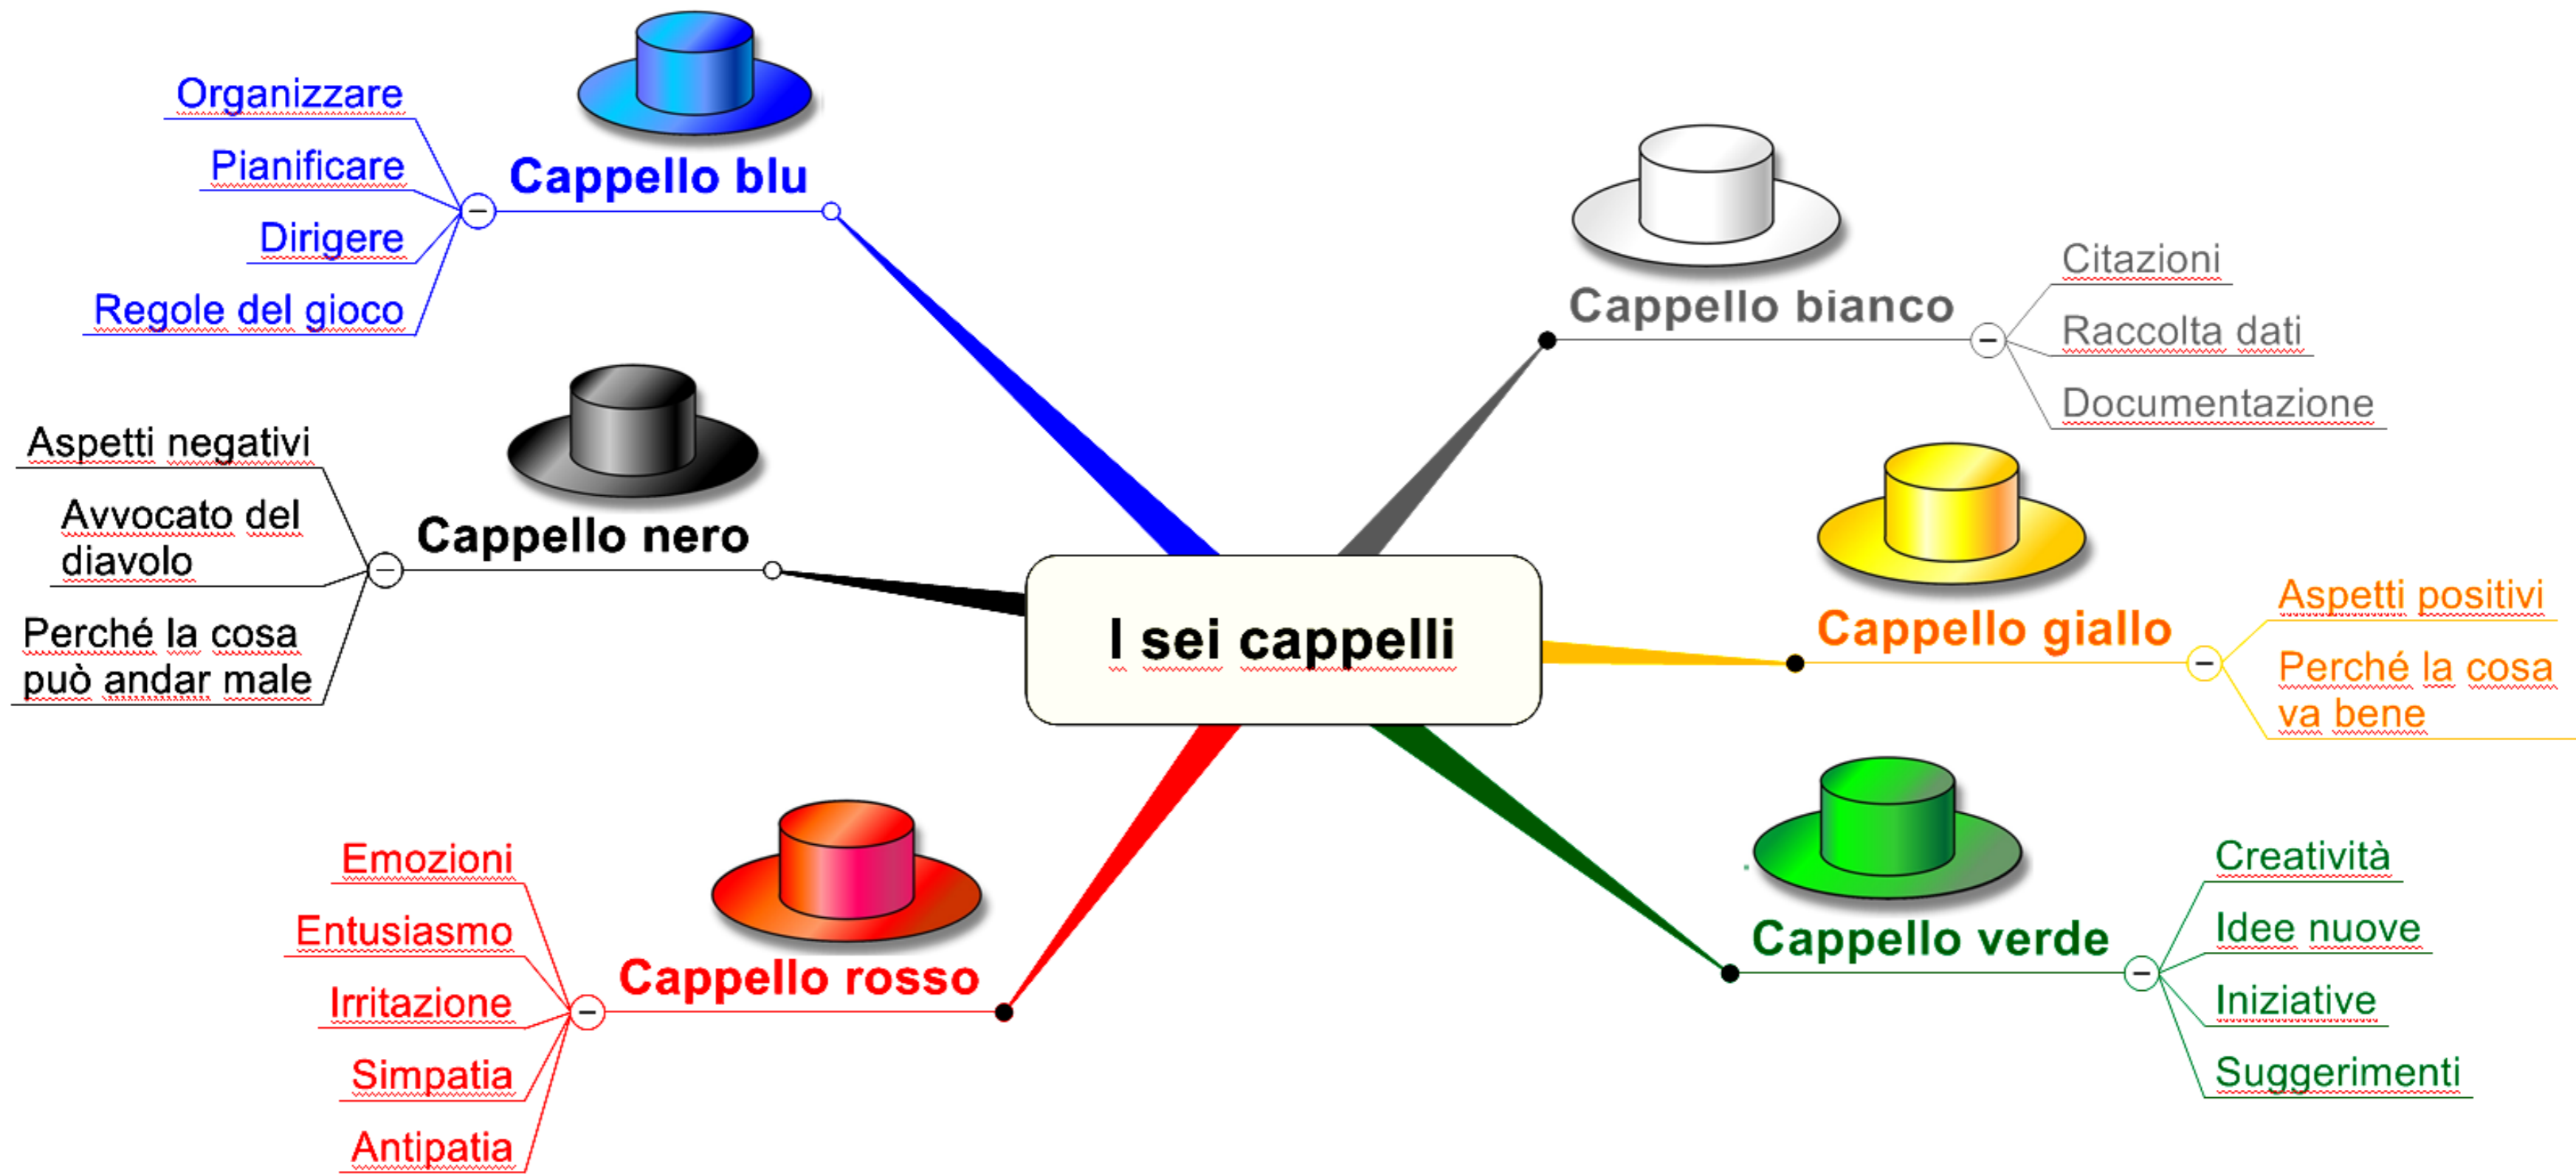 I sei cappelli
Cappello blu
Organizzare
Pianificare
Dirigere
Regole del gioco
Cappello nero
Aspetti negativi
Avvocato del
diavolo
Perché la cosa
può andar male
Cappello rosso
Emozioni
Entusiasmo
Irritazione
Simpatia
Antipatia
Cappello bianco
Citazioni
Raccolta dati
Documentazione
Cappello giallo
Aspetti positivi
Perché la cosa
va bene
Cappello verde
Creatività
Idee nuove
Iniziative
Suggerimenti